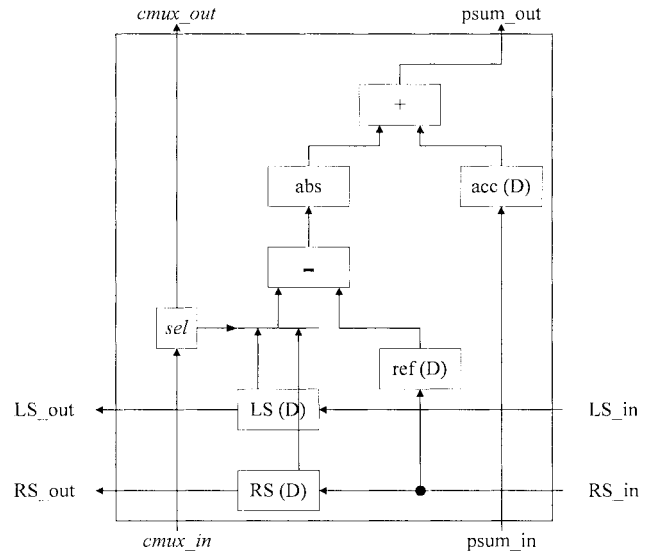 cmux_out psum_out
+
abs acc (D)
-
sel
ref (D)
LS_out LS (D) LS_in
RS_out RS (D) RS_in
cmux_in psum_in